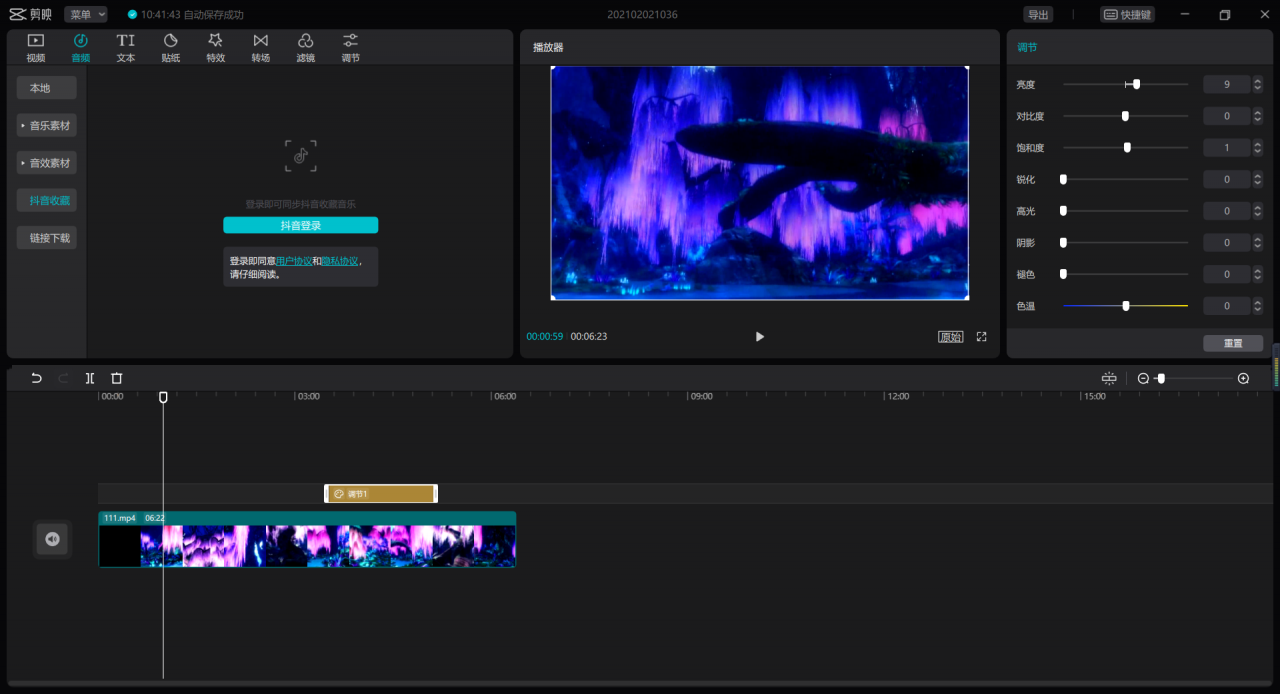 剪映
菜单
10:41:43 自动保存成功
202102021036
导出
快捷键
视频
音频
TI
文本
贴纸
特效
转场
滤镜
调节
本地
音乐素材
音效素材
抖音收藏
链接下载
登录即可同步抖音收藏音乐
抖音登录
登录即同意用户协议和隐私协议，
请仔细阅读。
播放器
00:00:59 00:06:23
原始
调节
亮度 9
对比度 0
饱和度 1
锐化 0
高光 0
阴影 0
褪色 0
色温 0
重置
00:00 03:00 06:00 09:00 12:00 15:00
调节1
111.mp4 06:22